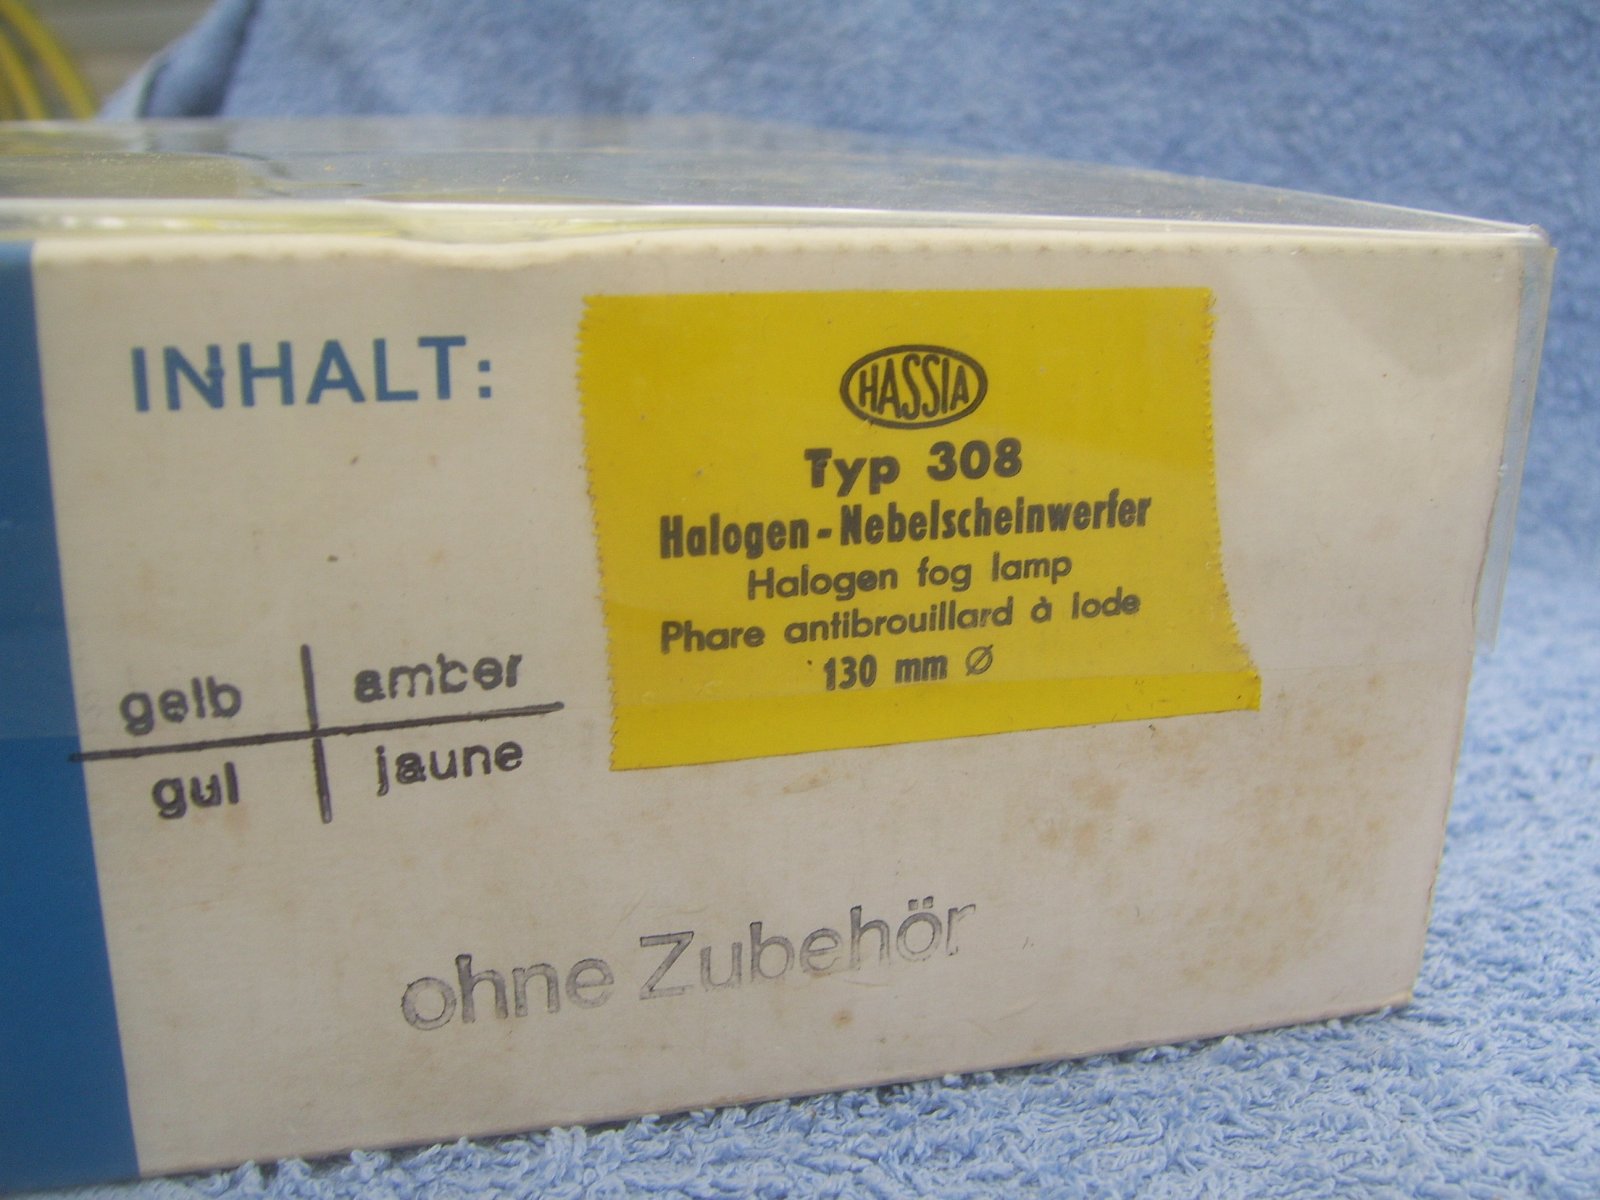 INHALT:
HASSIA
Typ 308
Halogen-Nebelscheinwerfer
Halogen fog lamp
Phare antibrouillard à lode
130 mm Ø
gelb amber
gul jaune
ohne Zubehör